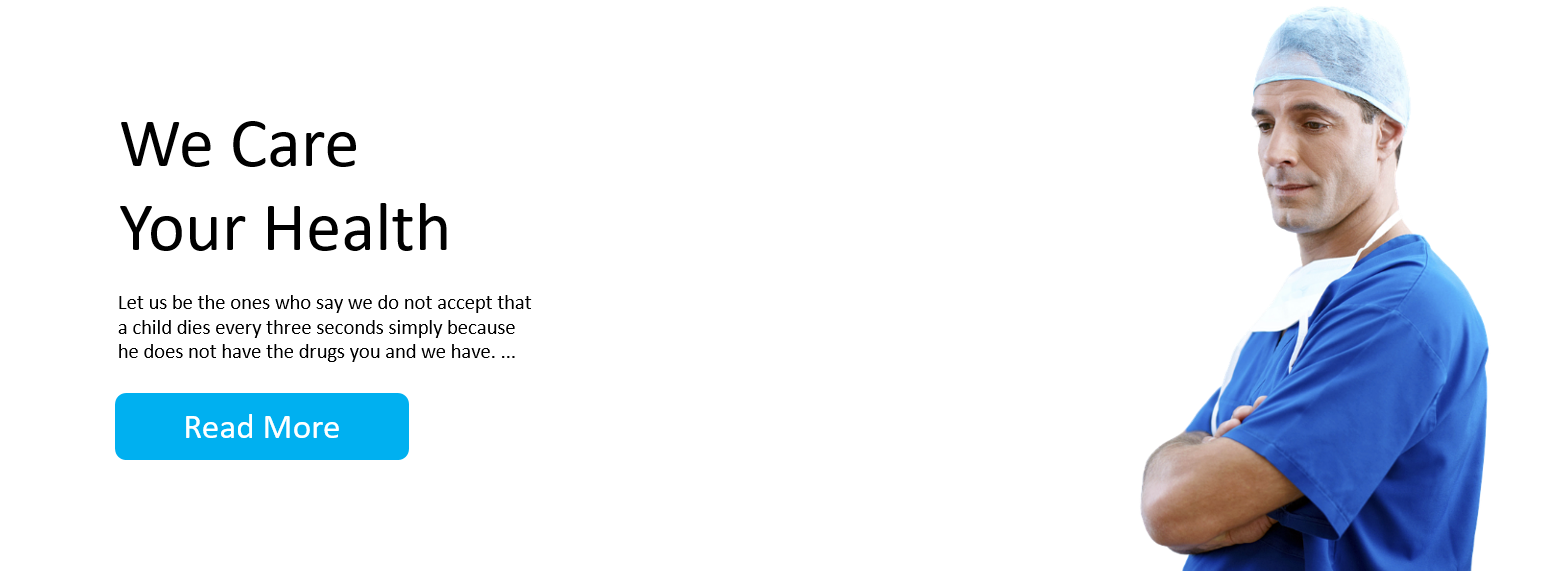 We Care
Your Health
Let us be the ones who say we do not accept that
a child dies every three seconds simply because
he does not have the drugs you and we have. ...
Read More